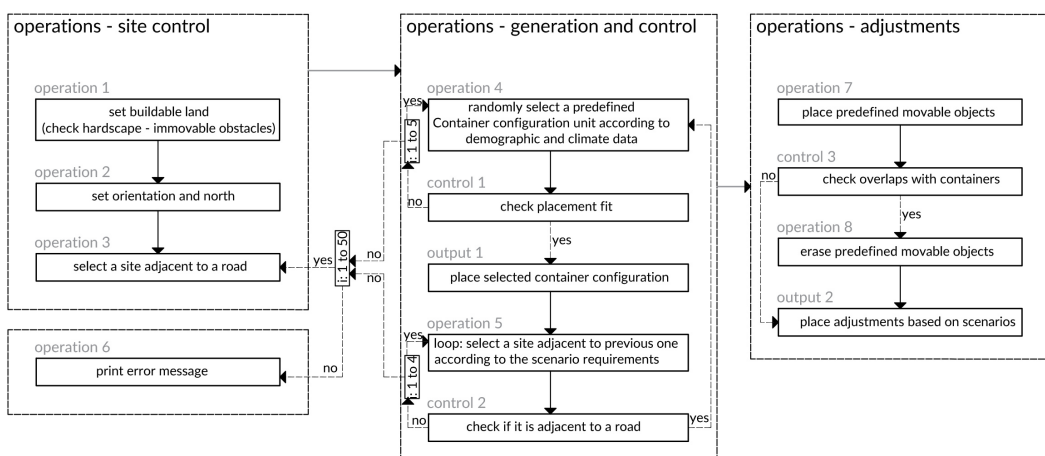 operations - site control
operation 1
set buildable land
(check hardscape - immovable obstacles)
operation 2
set orientation and north
operation 3
select a site adjacent to a road
yes
i: 1 to 50
no
no
no
operation 6
print error message
operations - generation and control
operation 4
yes
randomly select a predefined
Container configuration unit according to
demographic and climate data
i: 1 to 5
control 1
no
check placement fit
yes
output 1
place selected container configuration
operation 5
yes
loop: select a site adjacent to previous one
according to the scenario requirements
i: 1 to 4
control 2
no
check if it is adjacent to a road
yes
operations - adjustments
operation 7
place predefined movable objects
control 3
no
check overlaps with containers
yes
operation 8
erase predefined movable objects
output 2
place adjustments based on scenarios